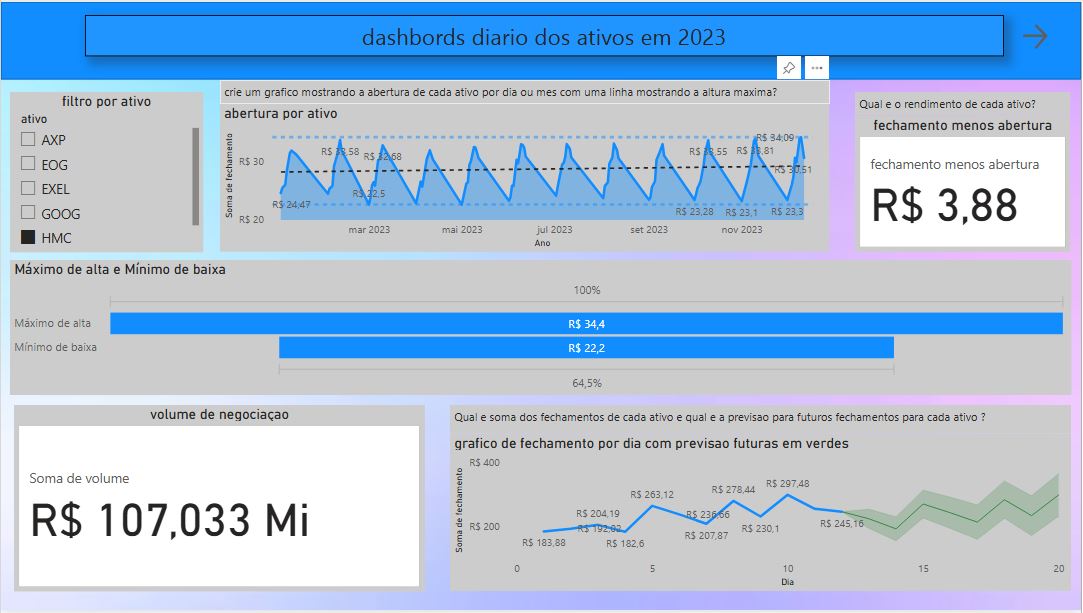 dashbords diario dos ativos em 2023
filtro por ativo
ativo
AXP
EOG
EXEL
GOOG
HMC
crie um grafico mostrando a abertura de cada ativo por dia ou mes com uma linha mostrando a altura maxima?
abertura por ativo
Soma de fechamento
R$ 30
R$ 20
R$ 24,47
R$ 33,58
R$ 32,68
R$ 22,5
R$ 33,55
R$ 33,81
R$ 34,09
R$ 30,51
R$ 23,28
R$ 23,1
R$ 23,3
mar 2023
mai 2023
jul 2023
set 2023
nov 2023
Ano
Qual e o rendimento de cada ativo?
fechamento menos abertura
fechamento menos abertura
R$ 3,88
Máximo de alta e Mínimo de baixa
100%
Máximo de alta
R$ 34,4
Mínimo de baixa
R$ 22,2
64,5%
volume de negociaçao
Soma de volume
R$ 107,033 Mi
Qual e soma dos fechamentos de cada ativo e qual e a previsao para futuros fechamentos para cada ativo ?
grafico de fechamento por dia com previsao futuras em verdes
Soma de fechamento
R$ 400
R$ 200
R$ 183,88
R$ 192,02
R$ 204,19
R$ 182,6
R$ 263,12
R$ 236,66
R$ 207,87
R$ 278,44
R$ 230,1
R$ 297,48
R$ 245,16
0
5
10
15
20
Dia